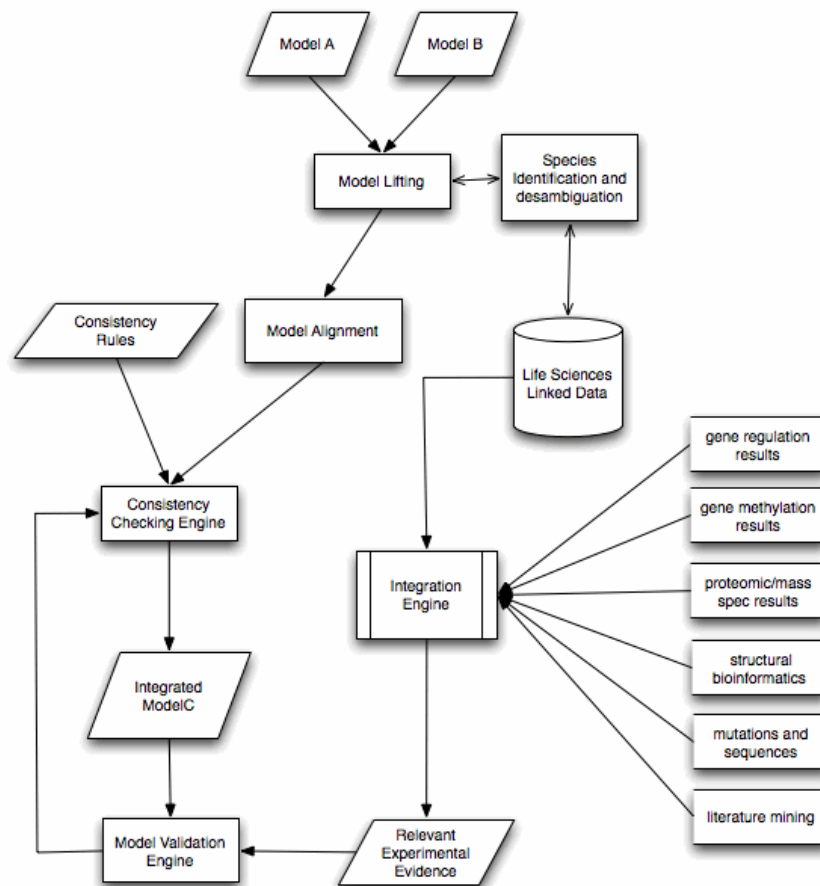 Model A
Model B
Model Lifting
Species
Identification and
desambiguation
Consistency
Rules
Model Alignment
Life Sciences
Linked Data
gene regulation
results
Consistency
Checking Engine
gene methylation
results
Integration
Engine
proteomic/mass
spec results
structural
bioinformatics
Integrated
ModelC
mutations and
sequences
literature mining
Model Validation
Engine
Relevant
Experimental
Evidence